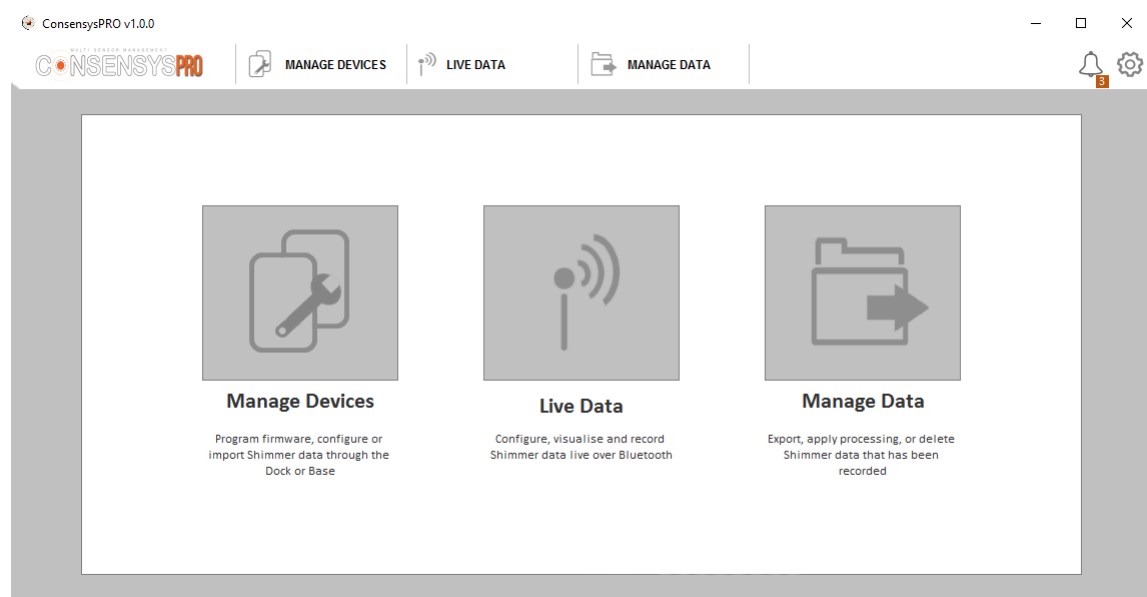 ConsensysPRO v1.0.0
MULTI SENSOR MANAGEMENT
CONSENSYSPRO
MANAGE DEVICES
LIVE DATA
MANAGE DATA
3
Manage Devices
Program firmware, configure or
import Shimmer data through the
Dock or Base
Live Data
Configure, visualise and record
Shimmer data live over Bluetooth
Manage Data
Export, apply processing, or delete
Shimmer data that has been
recorded